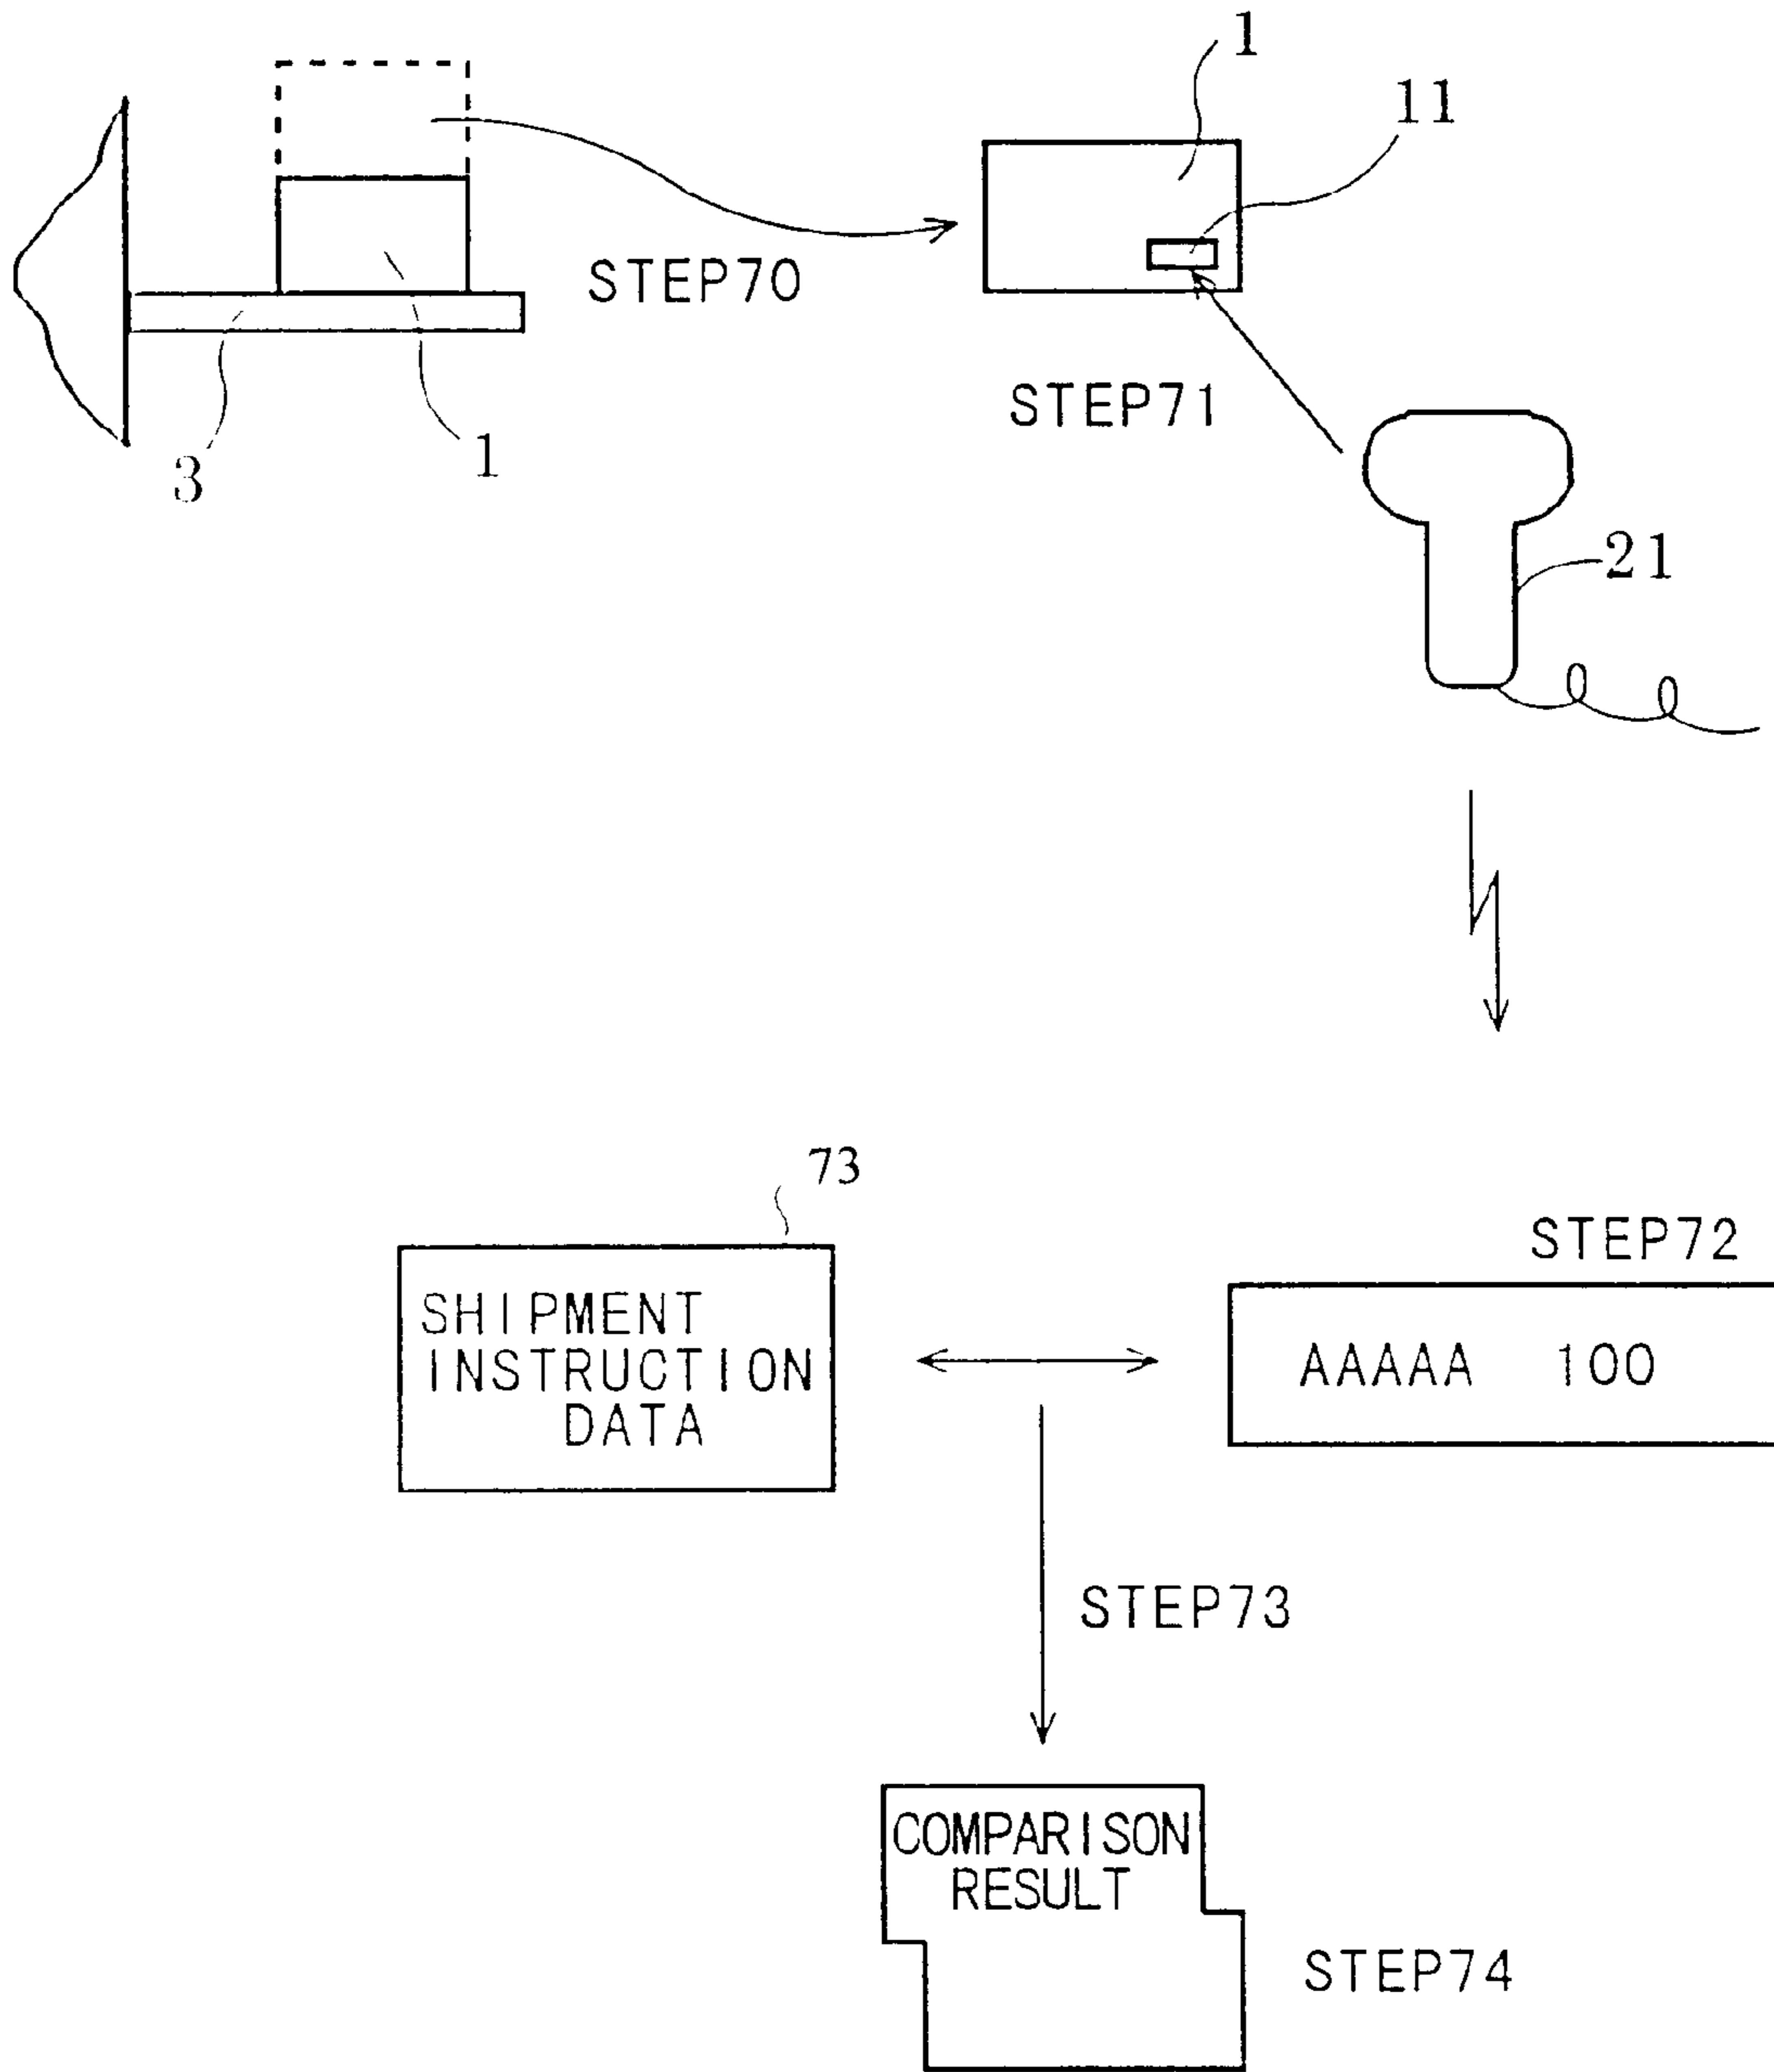 1
11
STEP70
STEP71
3
1
21
73
STEP72
SHIPMENT
INSTRUCTION
DATA
AAAAA 100
STEP73
COMPARISON
RESULT
STEP74